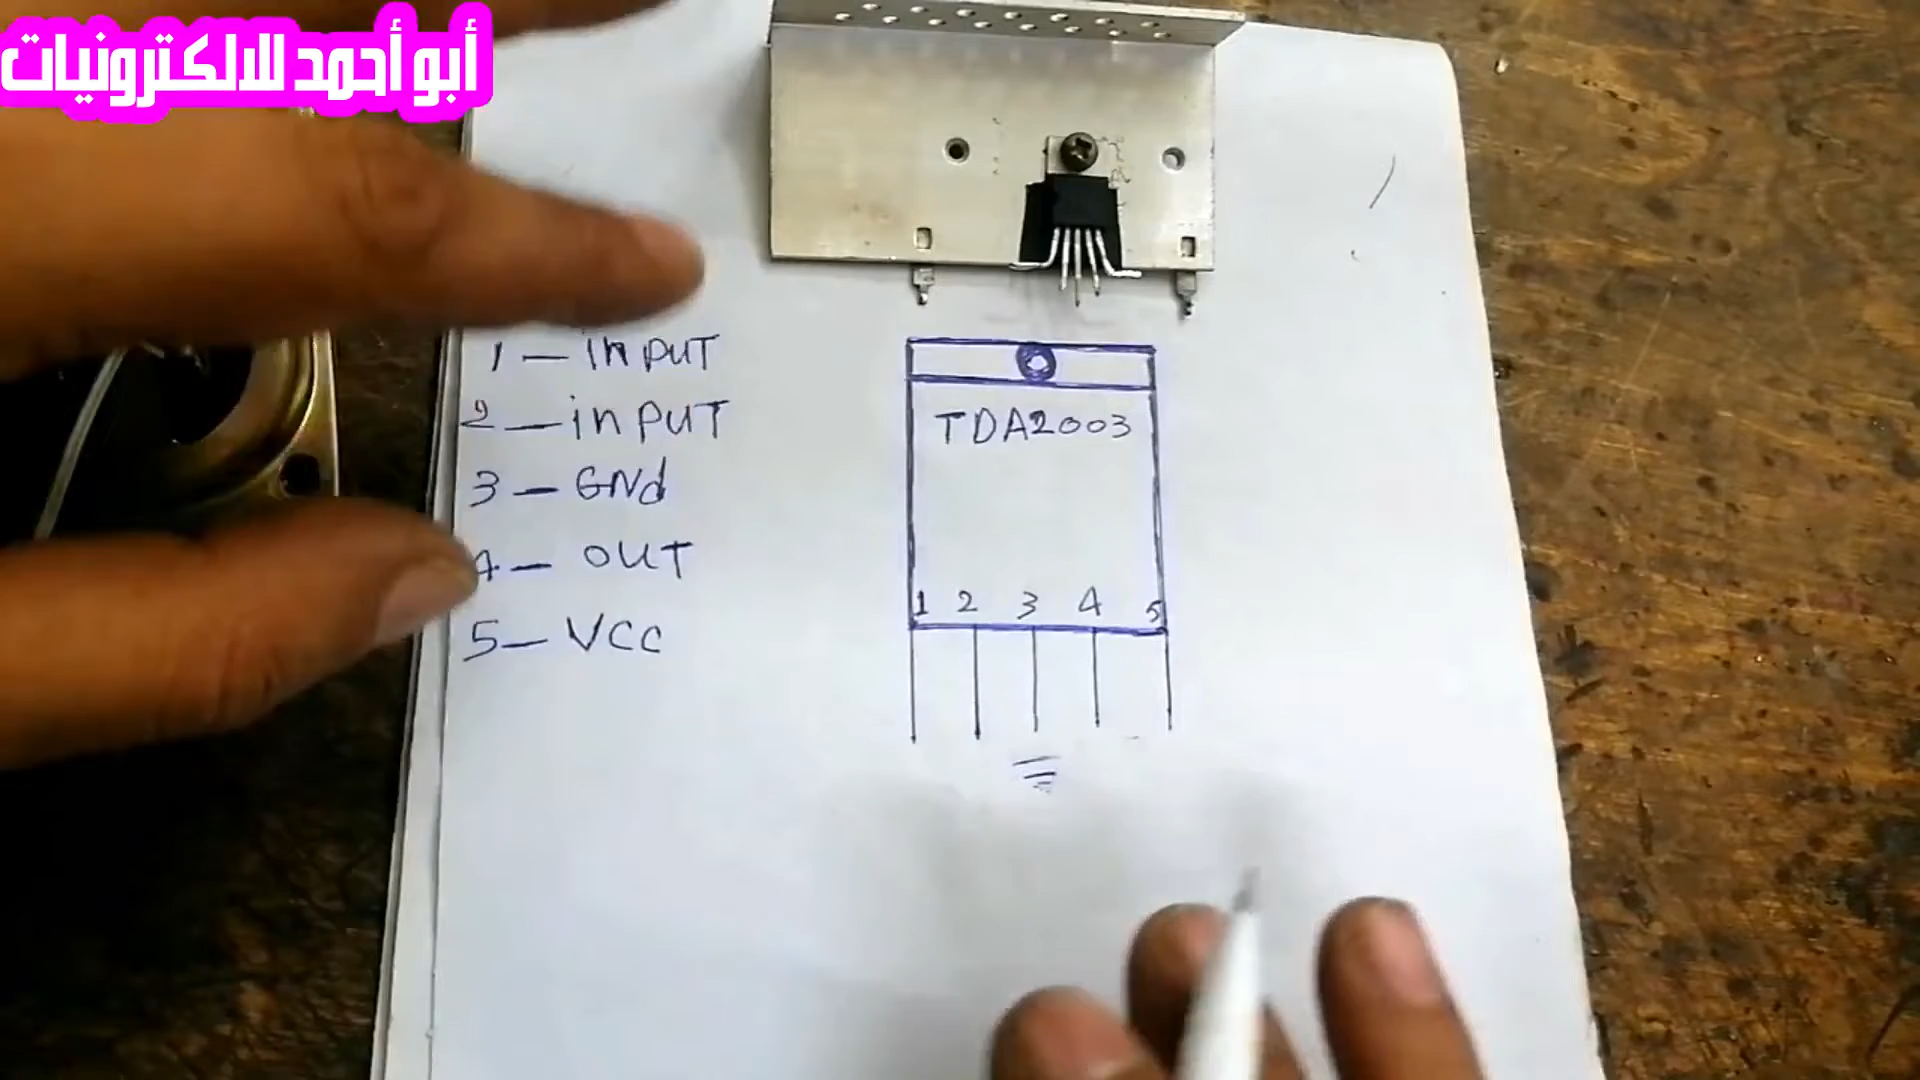 أبو أحمد للالكترونيات
1 – INPUT
2 – INPUT
3 – GNd
4 – OUT
5 – VCC
TDA2003
1 2 3 4 5